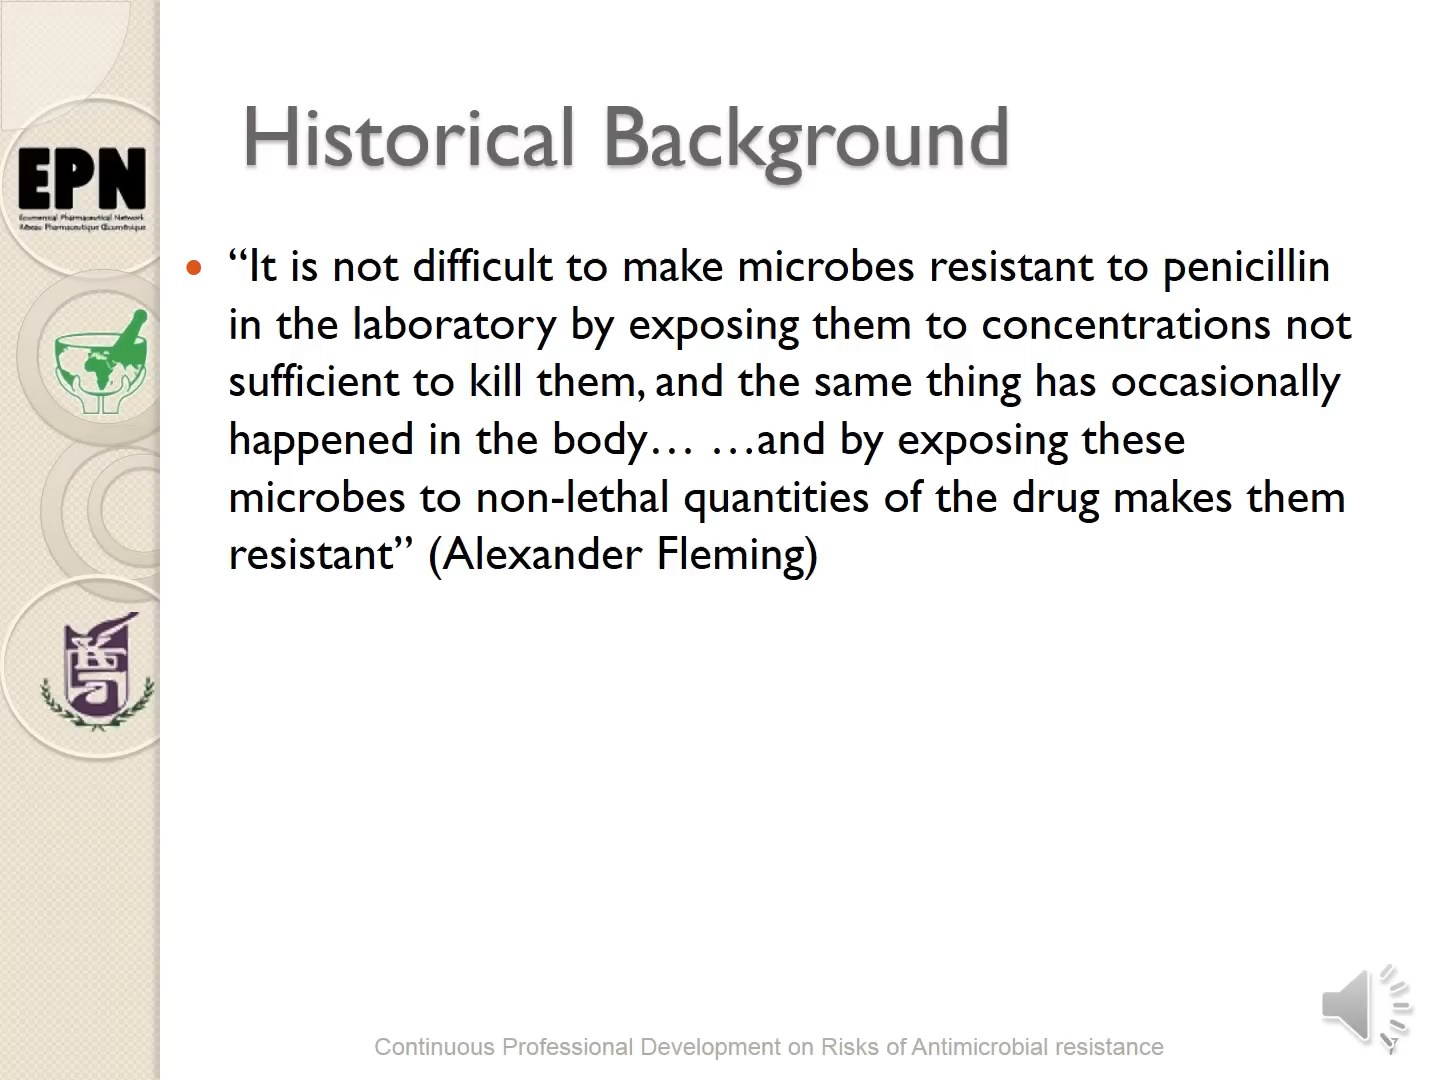 Historical Background
EPN
Ecumenical Pharmaceutical Network
Réseau Pharmaceutique Œcuménique
• “It is not difficult to make microbes resistant to penicillin
in the laboratory by exposing them to concentrations not
sufficient to kill them, and the same thing has occasionally
happened in the body… …and by exposing these
microbes to non-lethal quantities of the drug makes them
resistant” (Alexander Fleming)
Continuous Professional Development on Risks of Antimicrobial resistance